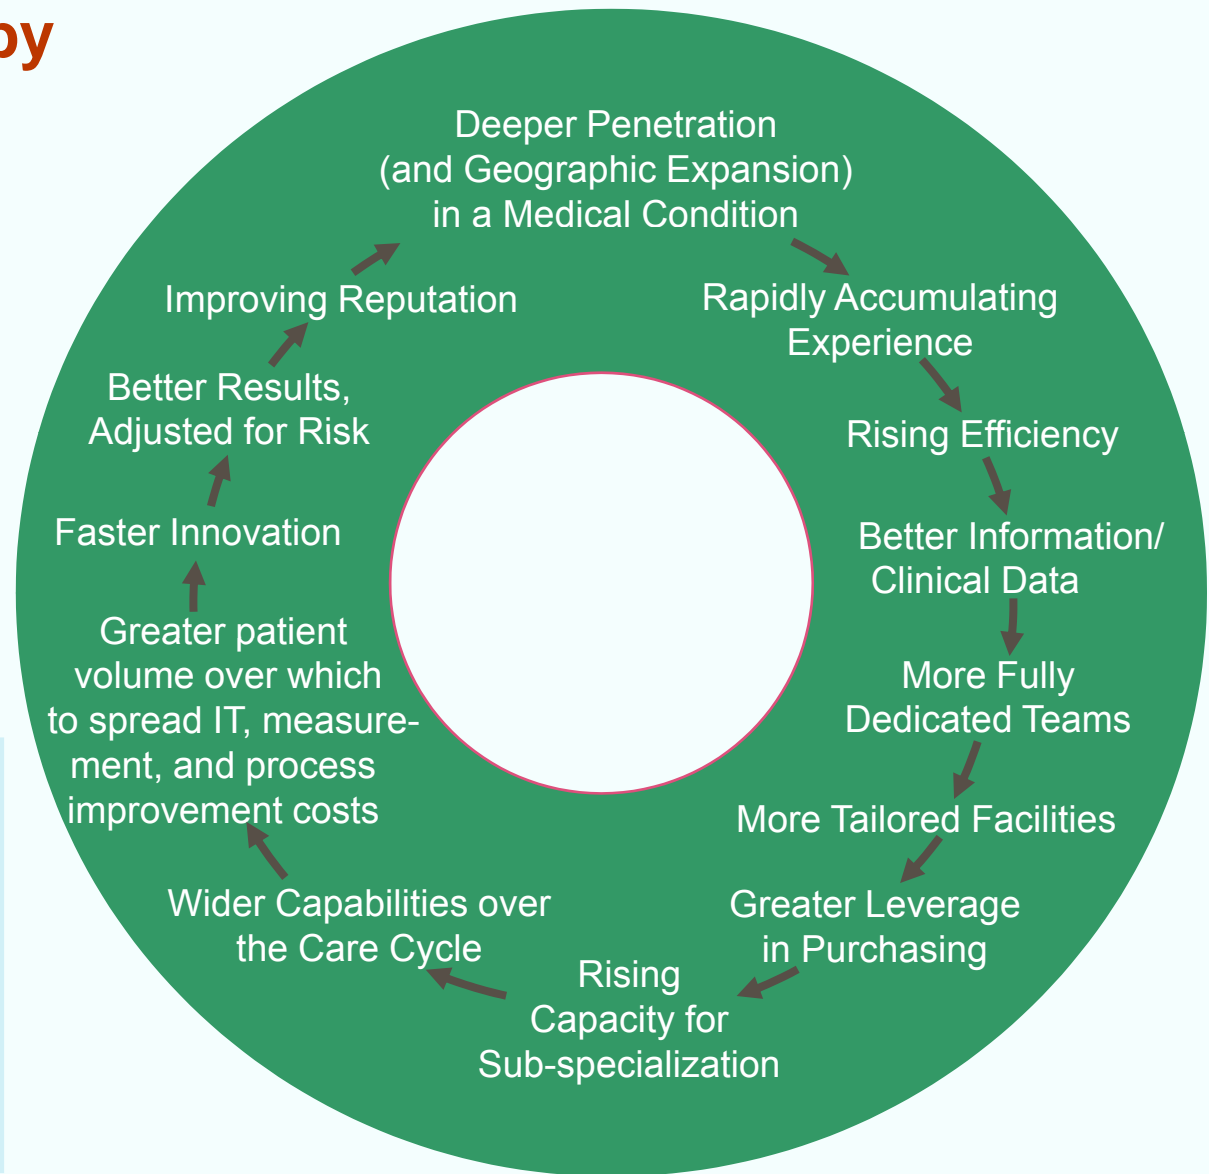 by
Deeper Penetration
(and Geographic Expansion)
in a Medical Condition
Rapidly Accumulating
Experience
Rising Efficiency
Better Information/
Clinical Data
More Fully
Dedicated Teams
More Tailored Facilities
Greater Leverage
in Purchasing
Rising
Capacity for
Sub-specialization
Wider Capabilities over
the Care Cycle
Greater patient
volume over which
to spread IT, measure-
ment, and process
improvement costs
Faster Innovation
Better Results,
Adjusted for Risk
Improving Reputation